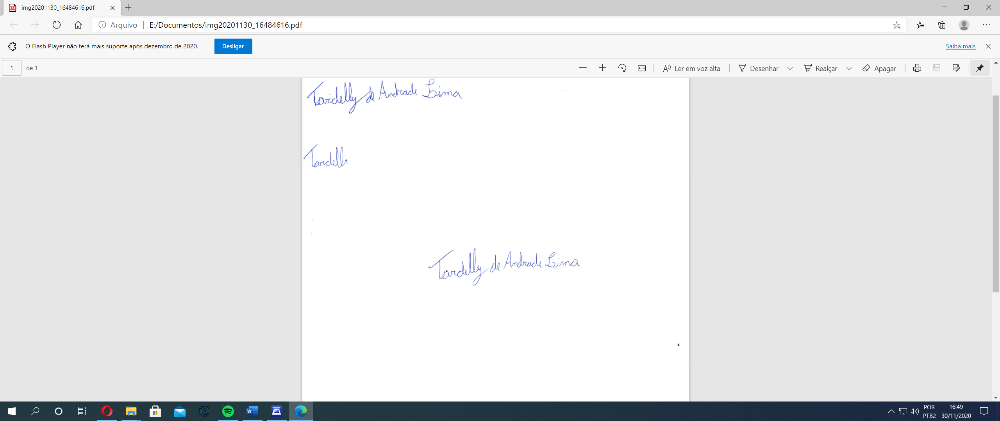 img20201130_16484616.pdf
Arquivo | E:/Documentos/img20201130_16484616.pdf
O Flash Player não terá mais suporte após dezembro de 2020. Desligar Saiba mais
1 de 1 Ler em voz alta Desenhar Realçar Apagar
Tardelly de Andrade Lima
Tardelli
Tardelly de Andrade Lima
POR 16:49
PTB2 30/11/2020